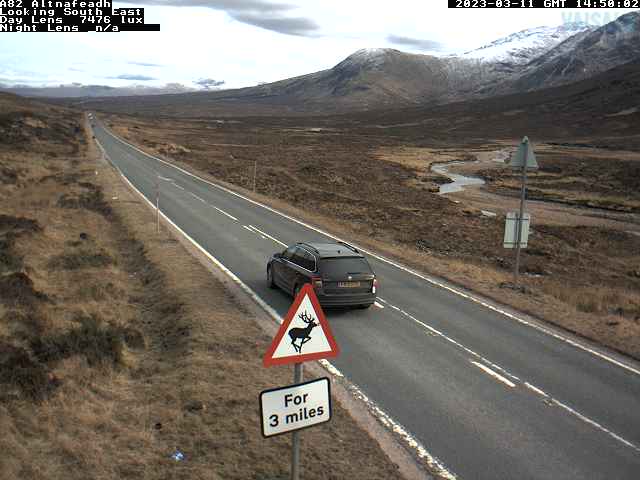 A82 Altnafeadh
Looking South East
Day Lens 7476 lux
Night Lens n/a
2023-03-11 GMT 14:50:02
VAISALA
For
3 miles